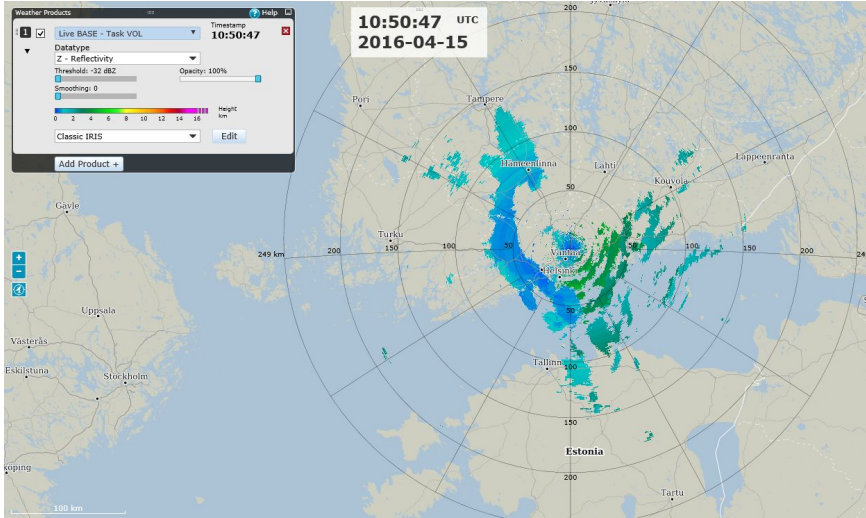 Weather Products
Help
1
Live BASE - Task VOL
Timestamp
10:50:47
Datatype
Z - Reflectivity
Threshold: -32 dBZ
Opacity: 100%
Smoothing: 0
0 2 4 6 8 10 12 14 16
Height
km
Classic IRIS
Edit
Add Product +
10:50:47 UTC
2016-04-15
200
150
Pori
Tampere
100
Hämeenlinna
Lahti
Lappeenranta
Kouvola
50
Gävle
Turku
249 km
200
150
100
50
Vantaa
50
100
150
200
Helsinki
50
Uppsala
Västerås
Tallinn
100
Eskilstuna
Stockholm
150
Estonia
köping
200
Tartu
100 km